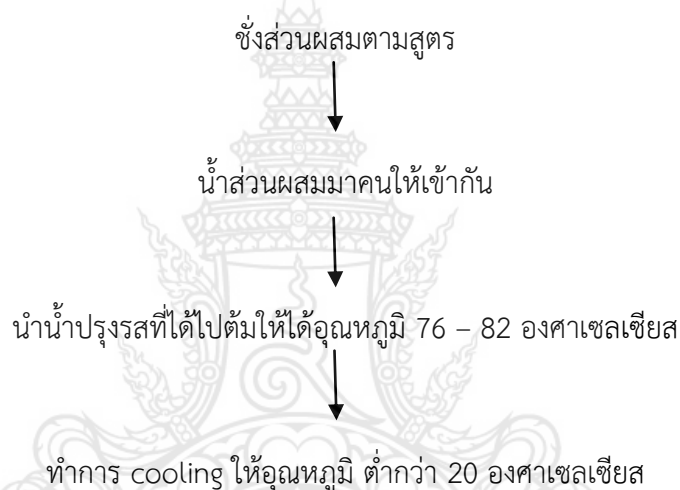 ชั่งส่วนผสมตามสูตร
น้ำส่วนผสมมาคนให้เข้ากัน
นำน้ำปรุงรสที่ได้ไปต้มให้ได้อุณหภูมิ 76 – 82 องศาเซลเซียส
ทำการ cooling ให้อุณหภูมิ ต่ำกว่า 20 องศาเซลเซียส